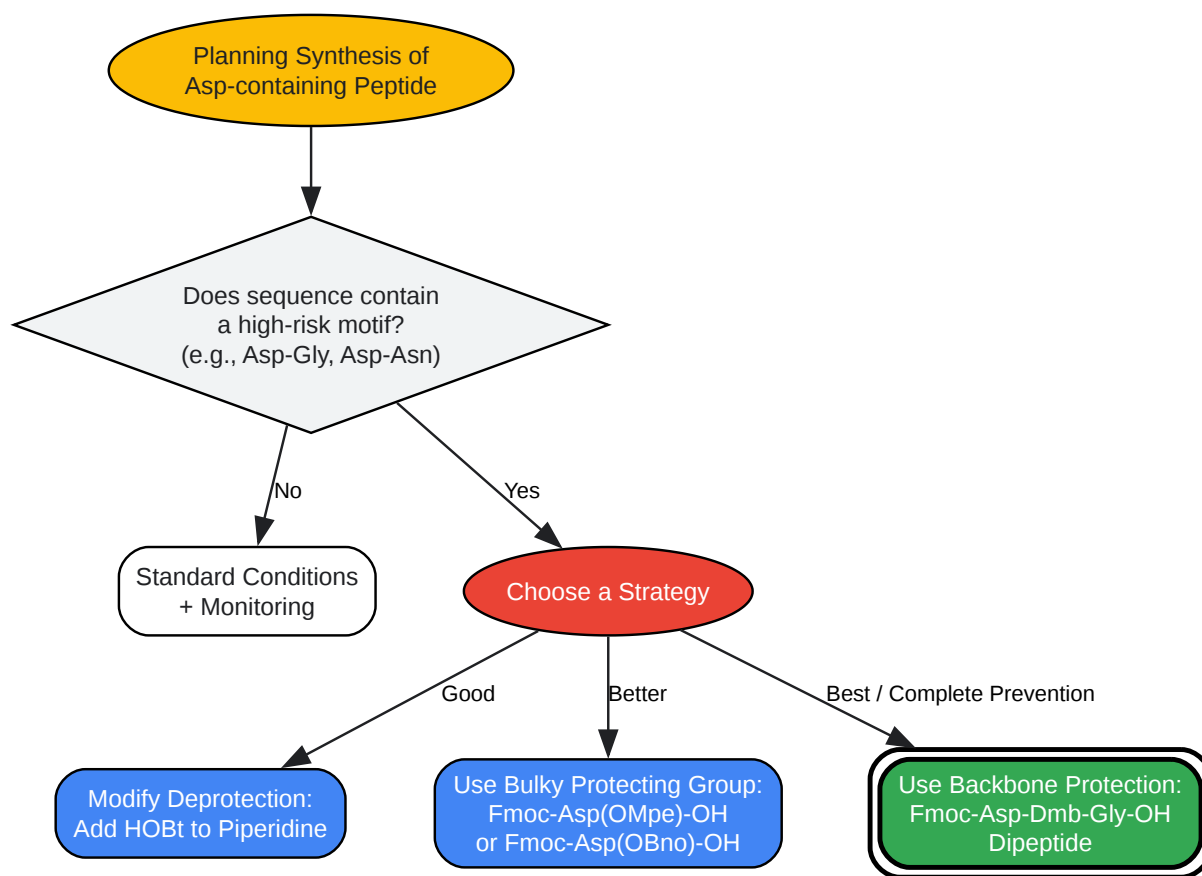 Planning Synthesis of
Asp-containing Peptide
Does sequence contain
a high-risk motif?
(e.g., Asp-Gly, Asp-Asn)
No
Yes
Standard Conditions
+ Monitoring
Choose a Strategy
Good
Better
Best / Complete Prevention
Modify Deprotection:
Add HOBt to Piperidine
Use Bulky Protecting Group:
Fmoc-Asp(OMpe)-OH
or Fmoc-Asp(OBno)-OH
Use Backbone Protection:
Fmoc-Asp-Dmb-Gly-OH
Dipeptide